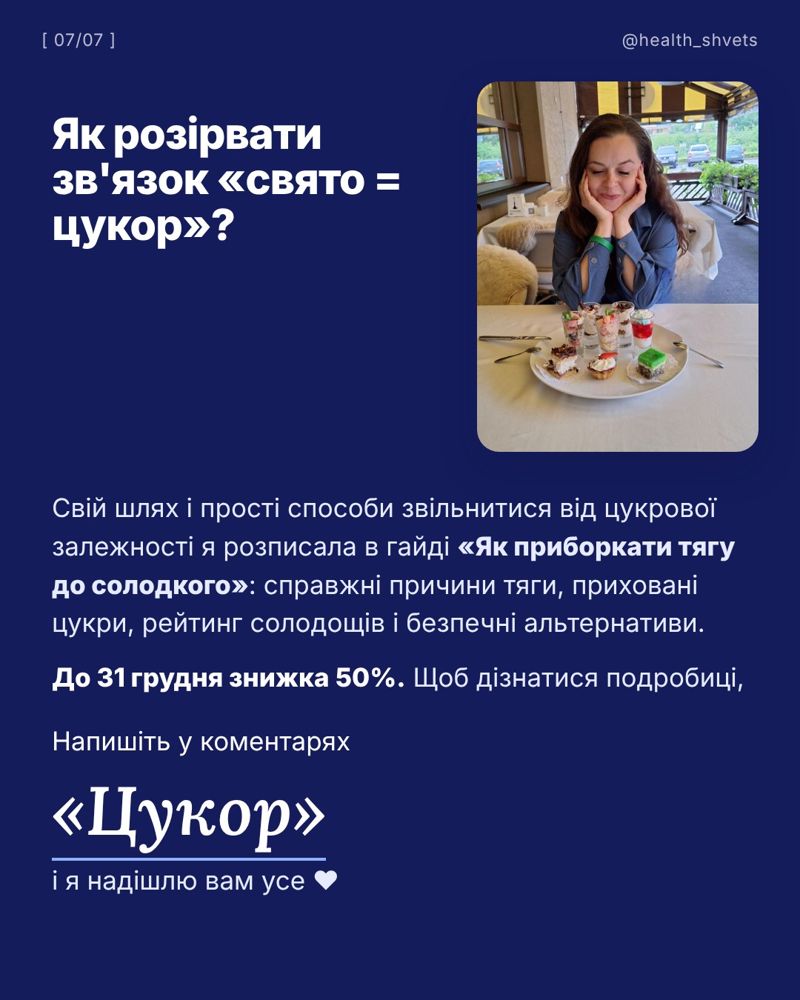 [ 07/07 ]
@health_shvets
Як розірвати
зв'язок «свято =
цукор»?
Свій шлях і прості способи звільнитися від цукрової
залежності я розписала в гайді «Як приборкати тягу
до солодкого»: справжні причини тяги, приховані
цукри, рейтинг солодощів і безпечні альтернативи.
До 31 грудня знижка 50%. Щоб дізнатися подробиці,
Напишіть у коментарях
«Цукор»
і я надішлю вам усе ♥